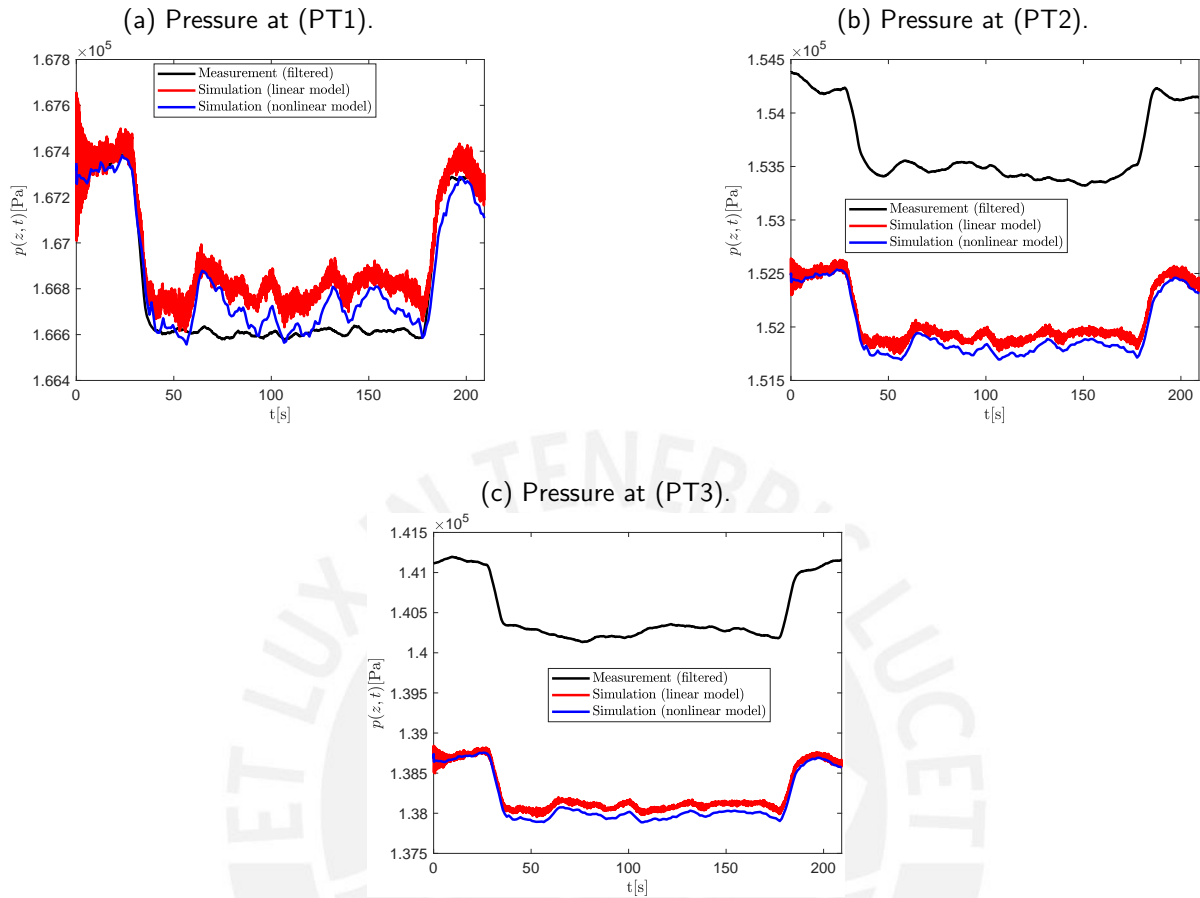 (a) Pressure at (PT1).
×10^5
1.678
1.676
1.674
1.672
1.67
1.668
1.666
1.664
p(z, t)[Pa]
Measurement (filtered)
Simulation (linear model)
Simulation (nonlinear model)
0 50 100 150 200
t[s]
(b) Pressure at (PT2).
×10^5
1.545
1.54
1.535
1.53
1.525
1.52
1.515
p(z, t)[Pa]
Measurement (filtered)
Simulation (linear model)
Simulation (nonlinear model)
0 50 100 150 200
t[s]
(c) Pressure at (PT3).
×10^5
1.415
1.41
1.405
1.4
1.395
1.39
1.385
1.38
1.375
p(z, t)[Pa]
Measurement (filtered)
Simulation (linear model)
Simulation (nonlinear model)
0 50 100 150 200
t[s]
ET LUX IN TENEBRIS LUCET